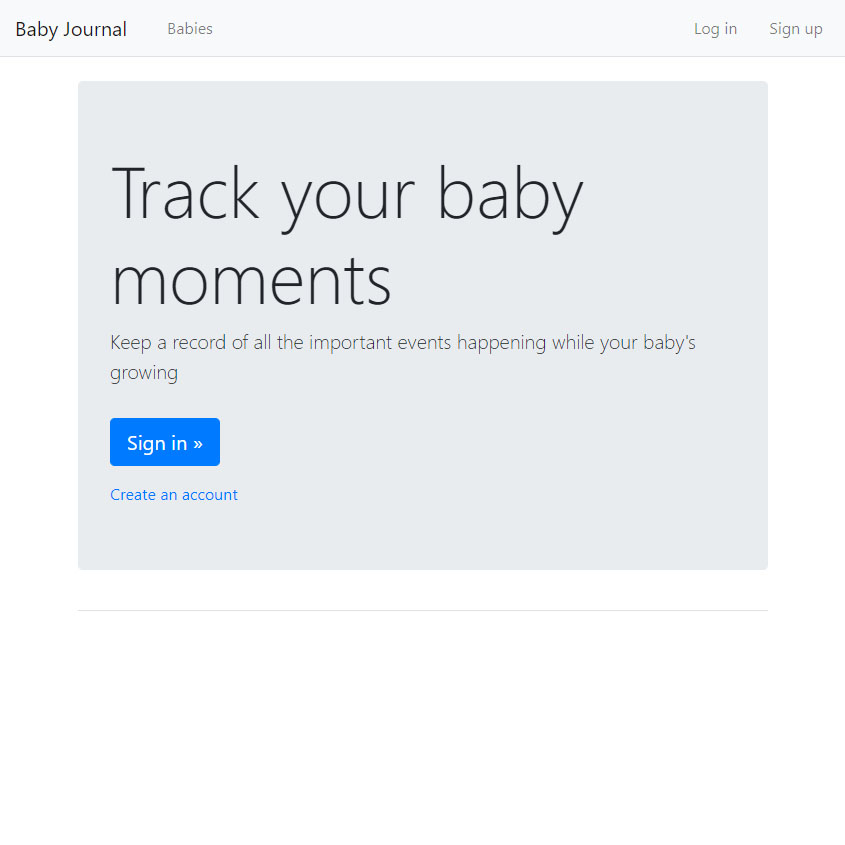 Baby Journal Babies Log in Sign up
Track your baby
moments
Keep a record of all the important events happening while your baby's
growing
Sign in »
Create an account